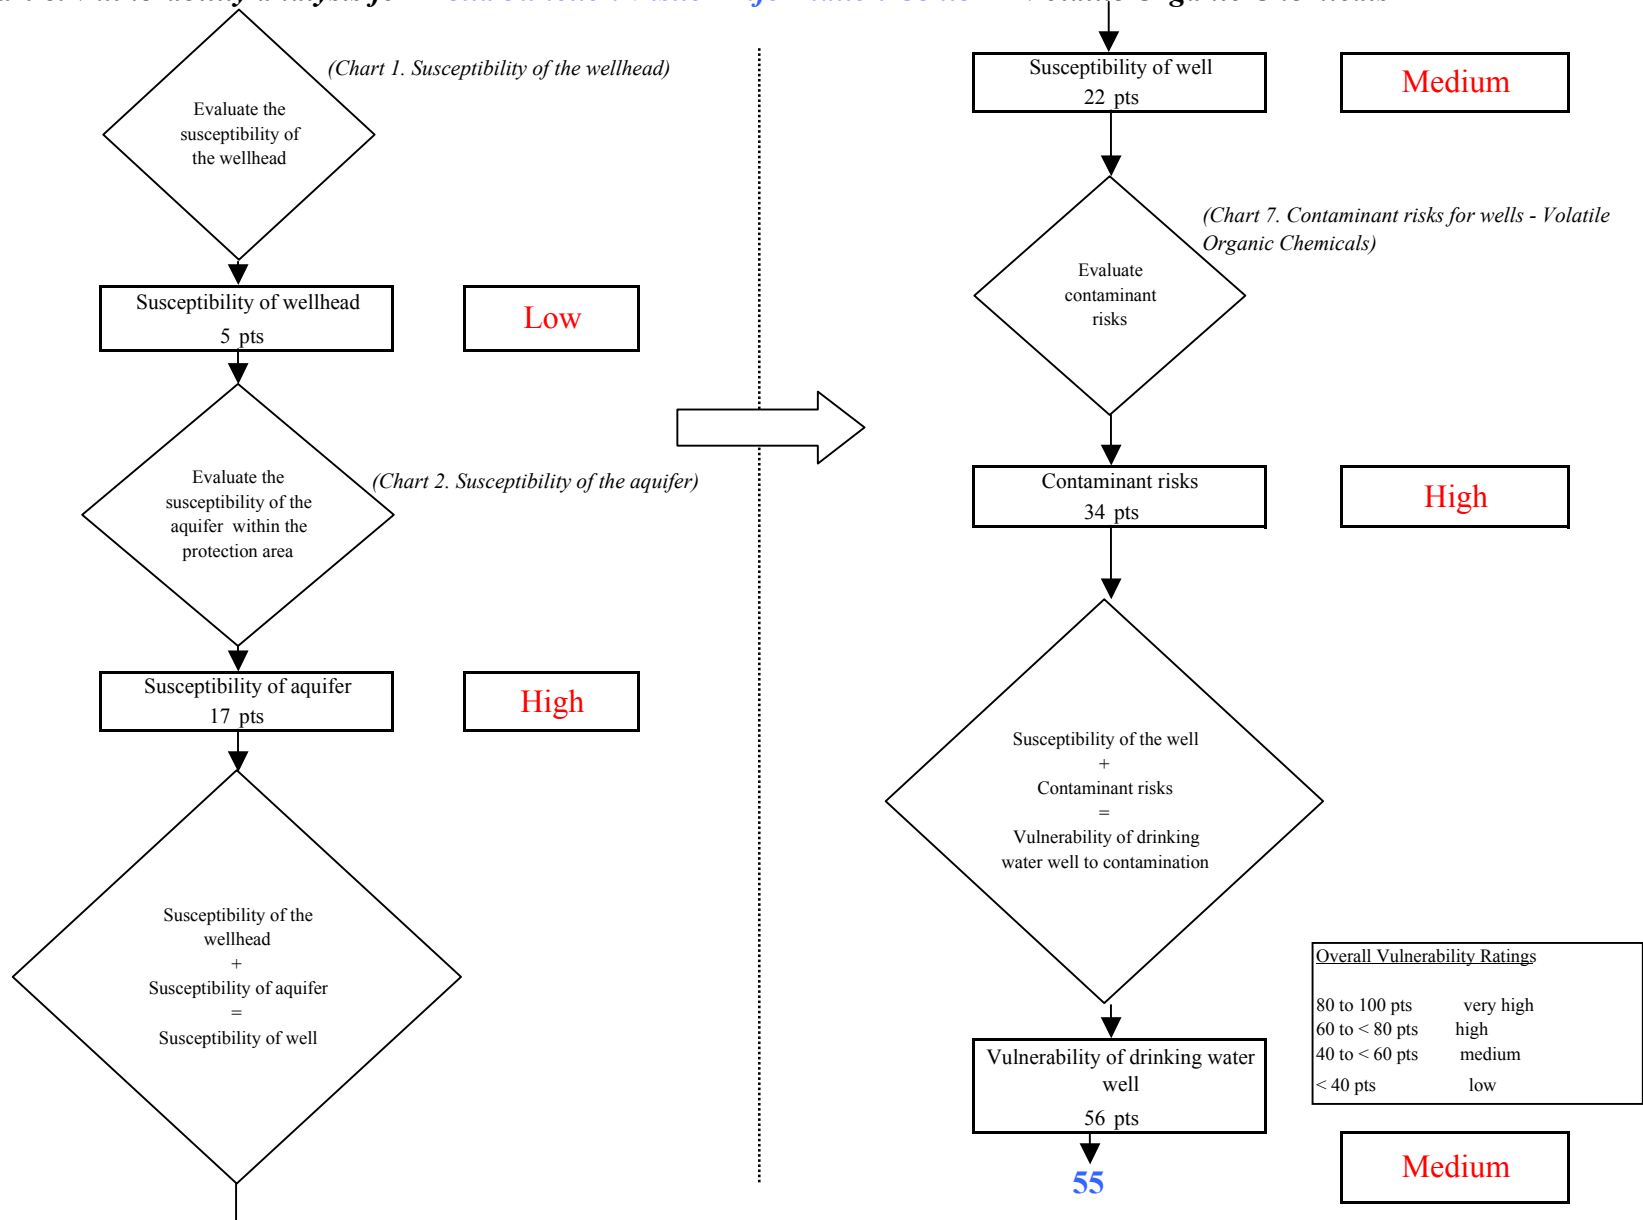 Organic Chemicals
(Chart 1. Susceptibility of the wellhead)
Evaluate the
susceptibility of
the wellhead
Susceptibility of wellhead
5 pts
Low
Evaluate the
susceptibility of the
aquifer within the
protection area
(Chart 2. Susceptibility of the aquifer)
Susceptibility of aquifer
17 pts
High
Susceptibility of the
wellhead
+
Susceptibility of aquifer
=
Susceptibility of well
Susceptibility of well
22 pts
Medium
(Chart 7. Contaminant risks for wells - Volatile
Organic Chemicals)
Evaluate
contaminant
risks
Contaminant risks
34 pts
High
Susceptibility of the well
+
Contaminant risks
=
Vulnerability of drinking
water well to contamination
Overall Vulnerability Ratings
80 to 100 pts very high
60 to < 80 pts high
40 to < 60 pts medium
< 40 pts low
Vulnerability of drinking water
well
56 pts
55
Medium